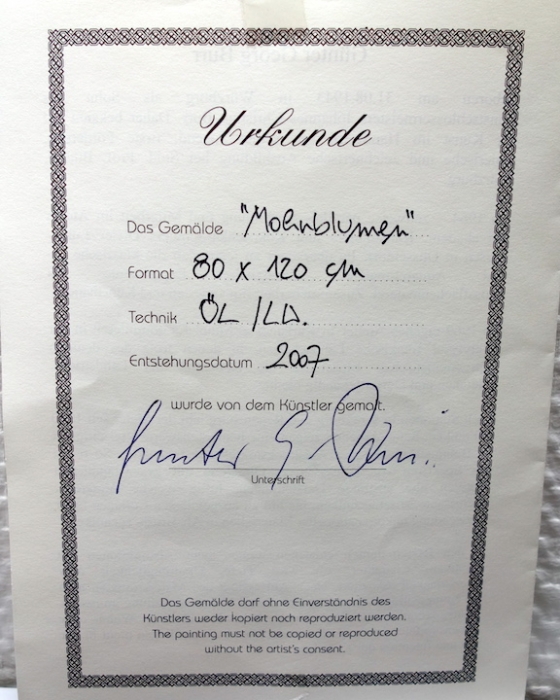 Urkunde
Das Gemälde "Mohnblumen"
Format 80 x 120 cm
Technik ÖL / LD.
Entstehungsdatum 2007
wurde von dem Künstler gemalt.
Gunter G.
Unterschrift
Das Gemälde darf ohne Einverständnis des
Künstlers weder kopiert noch reproduziert werden.
The painting must not be copied or reproduced
without the artist's consent.